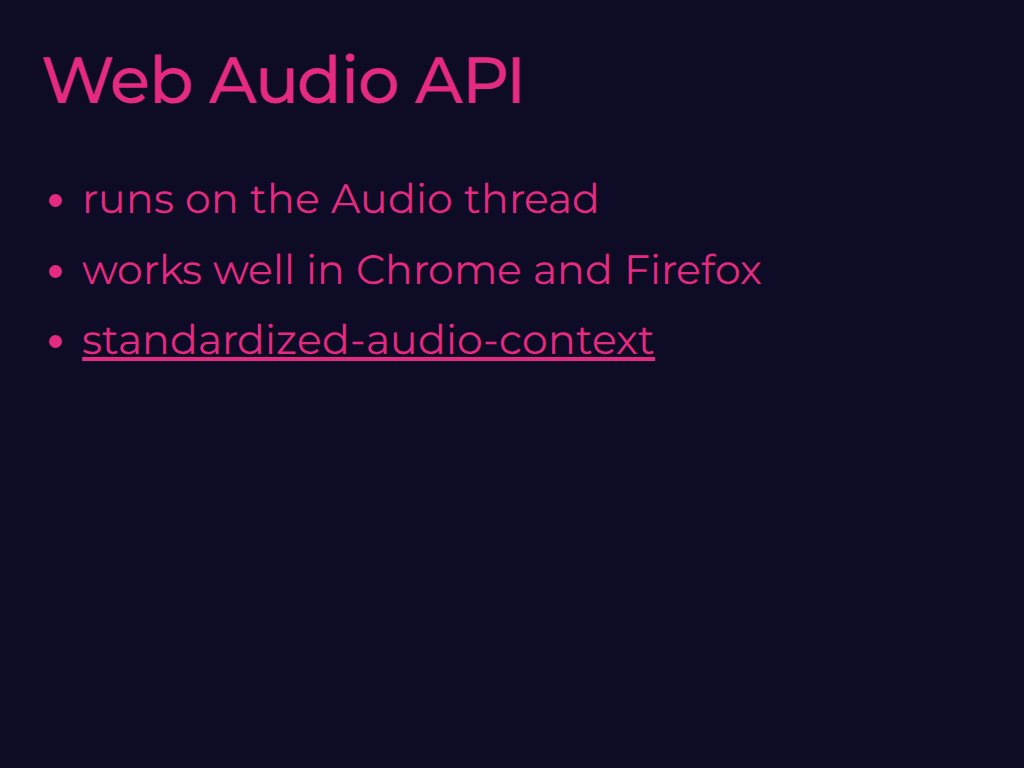 Web Audio API
runs on the Audio thread
works well in Chrome and Firefox
standardized-audio-context